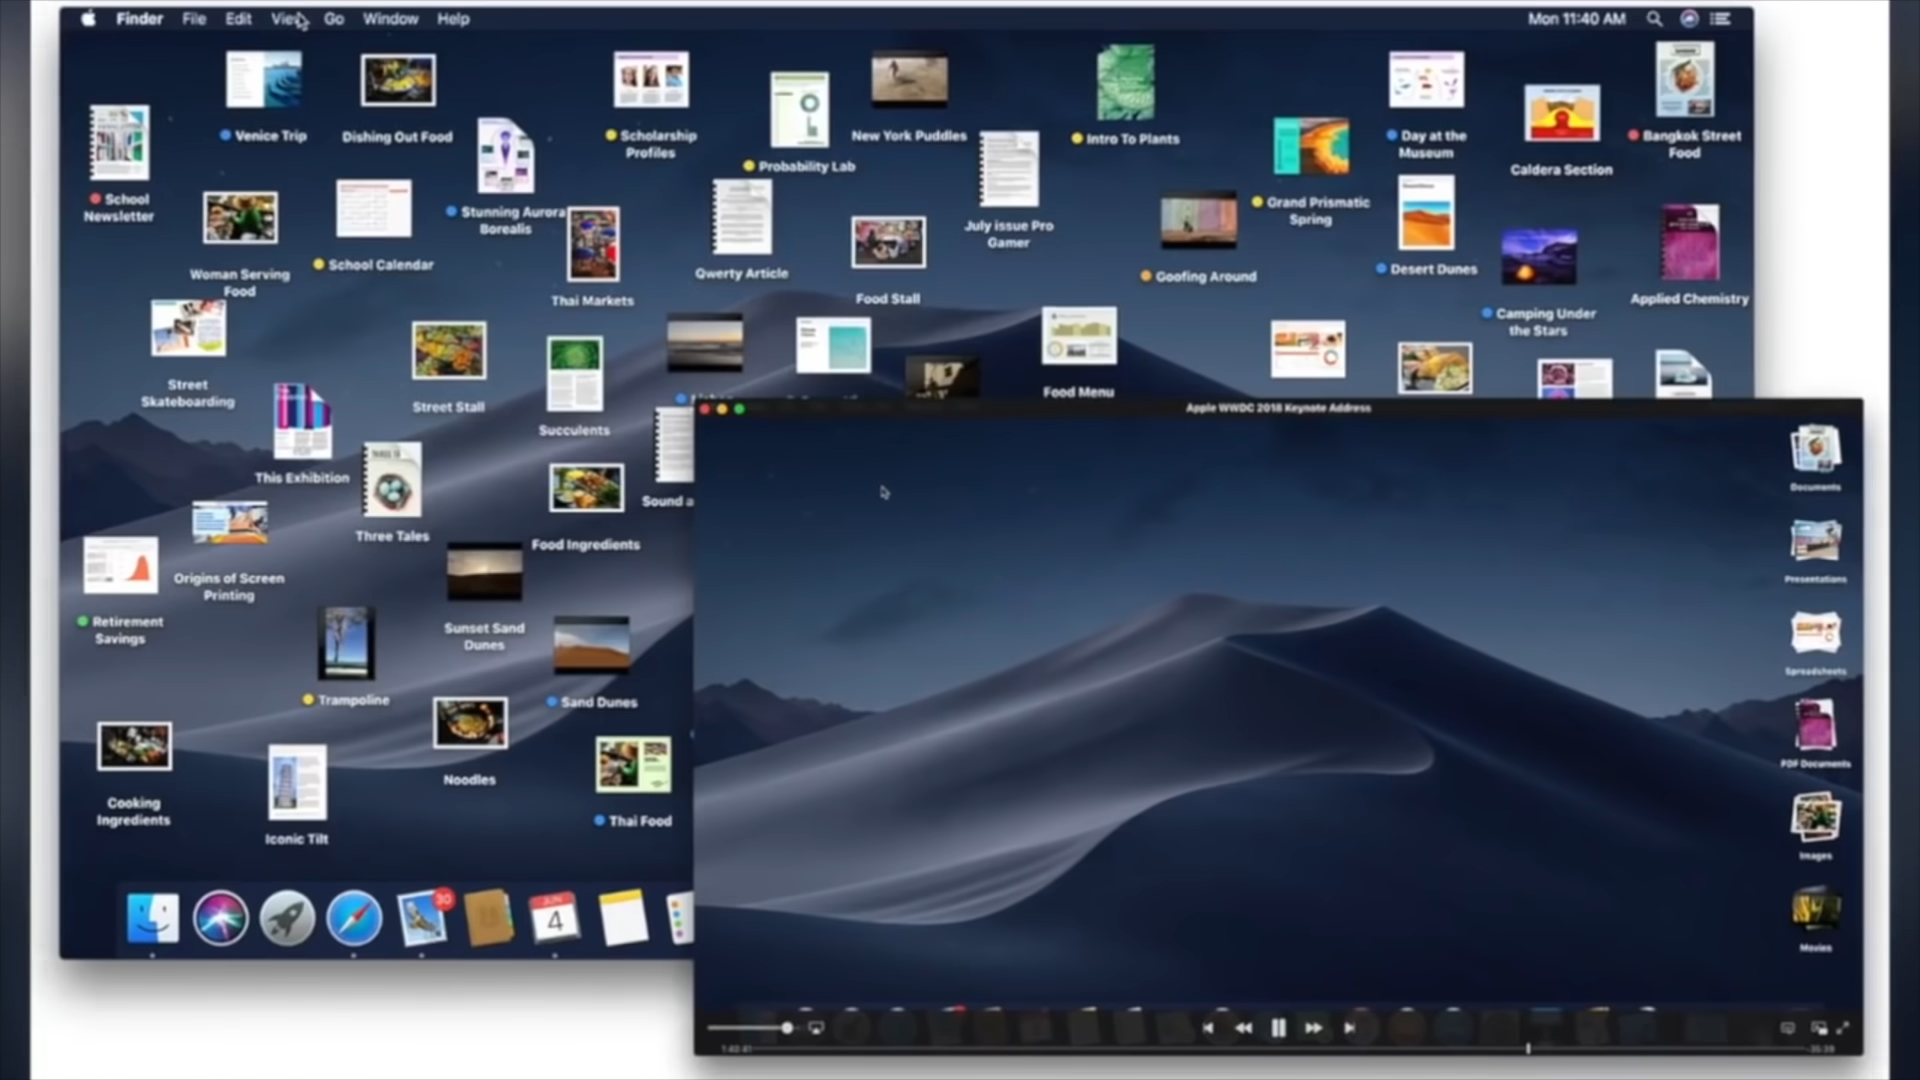 Finder File Edit View Go Window Help
Mon 11:40 AM
Venice Trip
Dishing Out Food
Scholarship
Profiles
Probability Lab
New York Puddles
Intro To Plants
Day at the
Museum
Caldera Section
Bangkok Street
Food
School
Newsletter
Stunning Aurora
Borealis
July issue Pro
Gamer
Grand Prismatic
Spring
Woman Serving
Food
School Calendar
Thai Markets
Qwerty Article
Food Stall
Goofing Around
Desert Dunes
Camping Under
the Stars
Applied Chemistry
Street
Skateboarding
Street Stall
Succulents
Food Menu
This Exhibition
Three Tales
Sound a
Origins of Screen
Printing
Food Ingredients
Retirement
Savings
Sunset Sand
Dunes
Trampoline
Sand Dunes
Cooking
Ingredients
Iconic Tilt
Noodles
Thai Food
30
JUN
4
Apple WWDC 2018 Keynote Address
Documents
Presentations
Spreadsheets
PDF Documents
Images
Movies